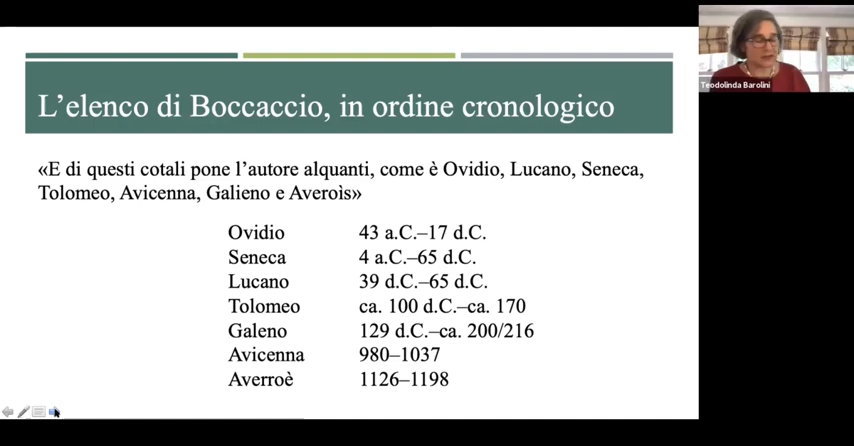 L'elenco di Boccaccio, in ordine cronologico
«E di questi cotali pone l'autore alquanti, come è Ovidio, Lucano, Seneca,
Tolomeo, Avicenna, Galieno e Averoìs»
Ovidio 43 a.C.–17 d.C.
Seneca 4 a.C.–65 d.C.
Lucano 39 d.C.–65 d.C.
Tolomeo ca. 100 d.C.–ca. 170
Galeno 129 d.C.–ca. 200/216
Avicenna 980–1037
Averroè 1126–1198
Teodolinda Barolini